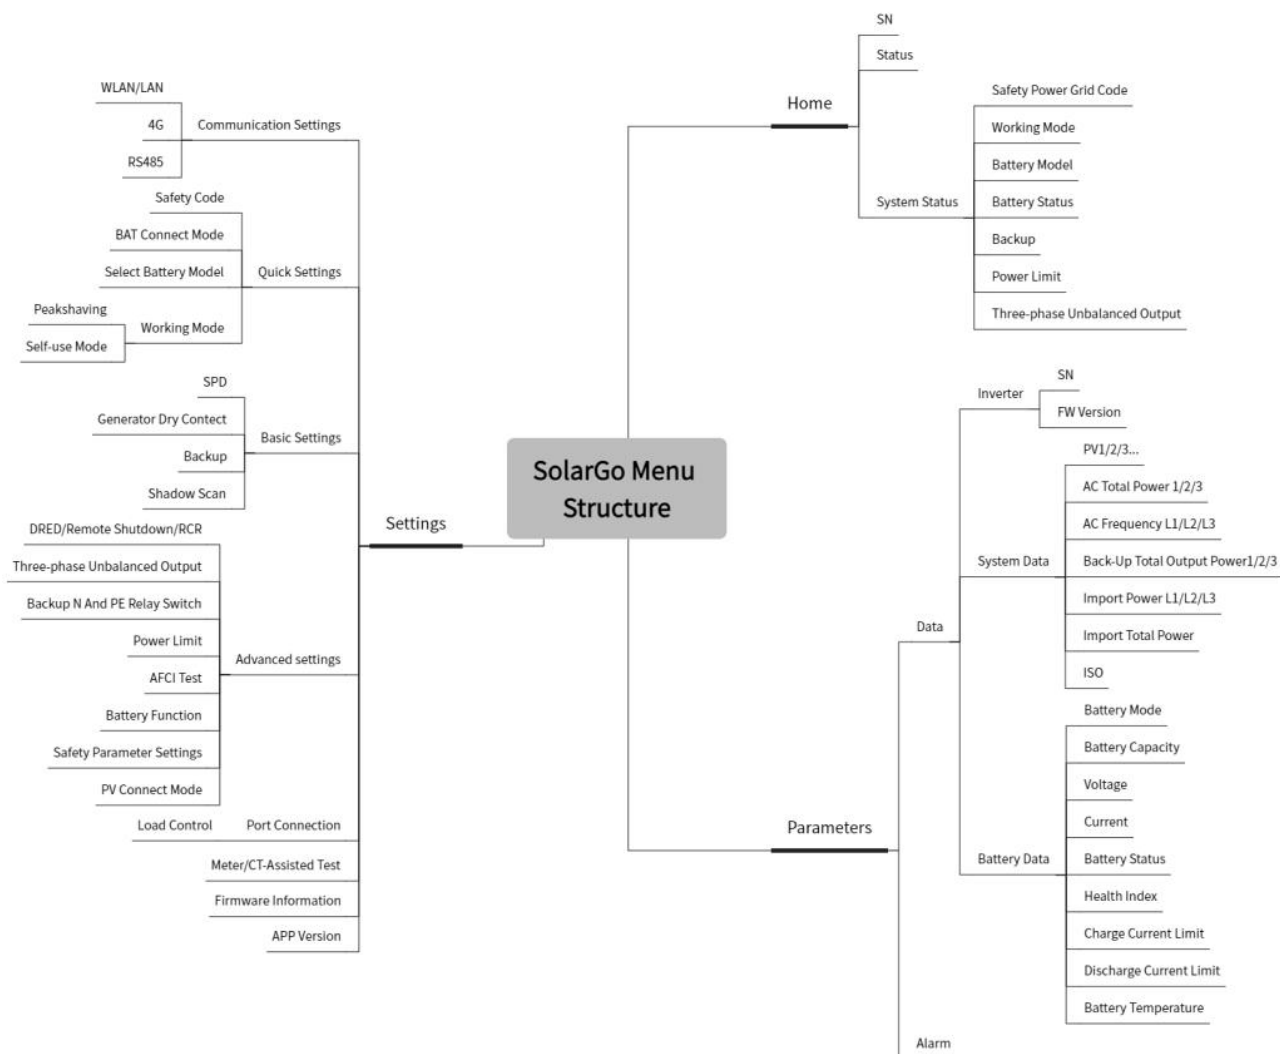 SolarGo Menu
Structure
Home
SN
Status
System Status
Safety Power Grid Code
Working Mode
Battery Model
Battery Status
Backup
Power Limit
Three-phase Unbalanced Output
Parameters
Data
Inverter
SN
FW Version
System Data
PV1/2/3...
AC Total Power 1/2/3
AC Frequency L1/L2/L3
Back-Up Total Output Power1/2/3
Import Power L1/L2/L3
Import Total Power
ISO
Battery Data
Battery Mode
Battery Capacity
Voltage
Current
Battery Status
Health Index
Charge Current Limit
Discharge Current Limit
Battery Temperature
Alarm
Settings
Communication Settings
WLAN/LAN
4G
RS485
Quick Settings
Safety Code
BAT Connect Mode
Select Battery Model
Working Mode
Peakshaving
Self-use Mode
Basic Settings
SPD
Generator Dry Contect
Backup
Shadow Scan
Advanced settings
DRED/Remote Shutdown/RCR
Three-phase Unbalanced Output
Backup N And PE Relay Switch
Power Limit
AFCI Test
Battery Function
Safety Parameter Settings
PV Connect Mode
Port Connection
Load Control
Meter/CT-Assisted Test
Firmware Information
APP Version